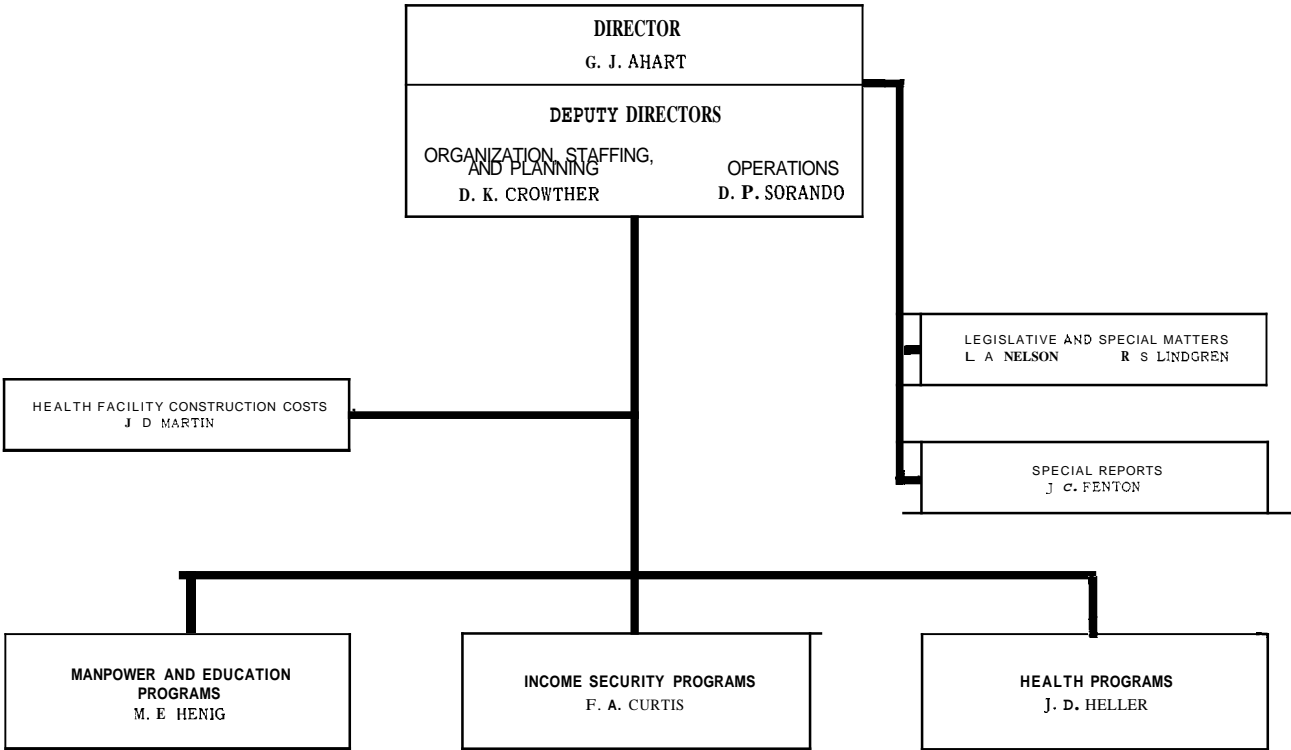 DIRECTOR
G. J. AHART
DEPUTY DIRECTORS
ORGANIZATION, STAFFING,
AND PLANNING
D. K. CROWTHER
OPERATIONS
D. P. SORANDO
LEGISLATIVE AND SPECIAL MATTERS
L A NELSON R S LINDGREN
HEALTH FACILITY CONSTRUCTION COSTS
J D MARTIN
SPECIAL REPORTS
J C. FENTON
MANPOWER AND EDUCATION
PROGRAMS
M. E HENIG
INCOME SECURITY PROGRAMS
F. A. CURTIS
HEALTH PROGRAMS
J. D. HELLER